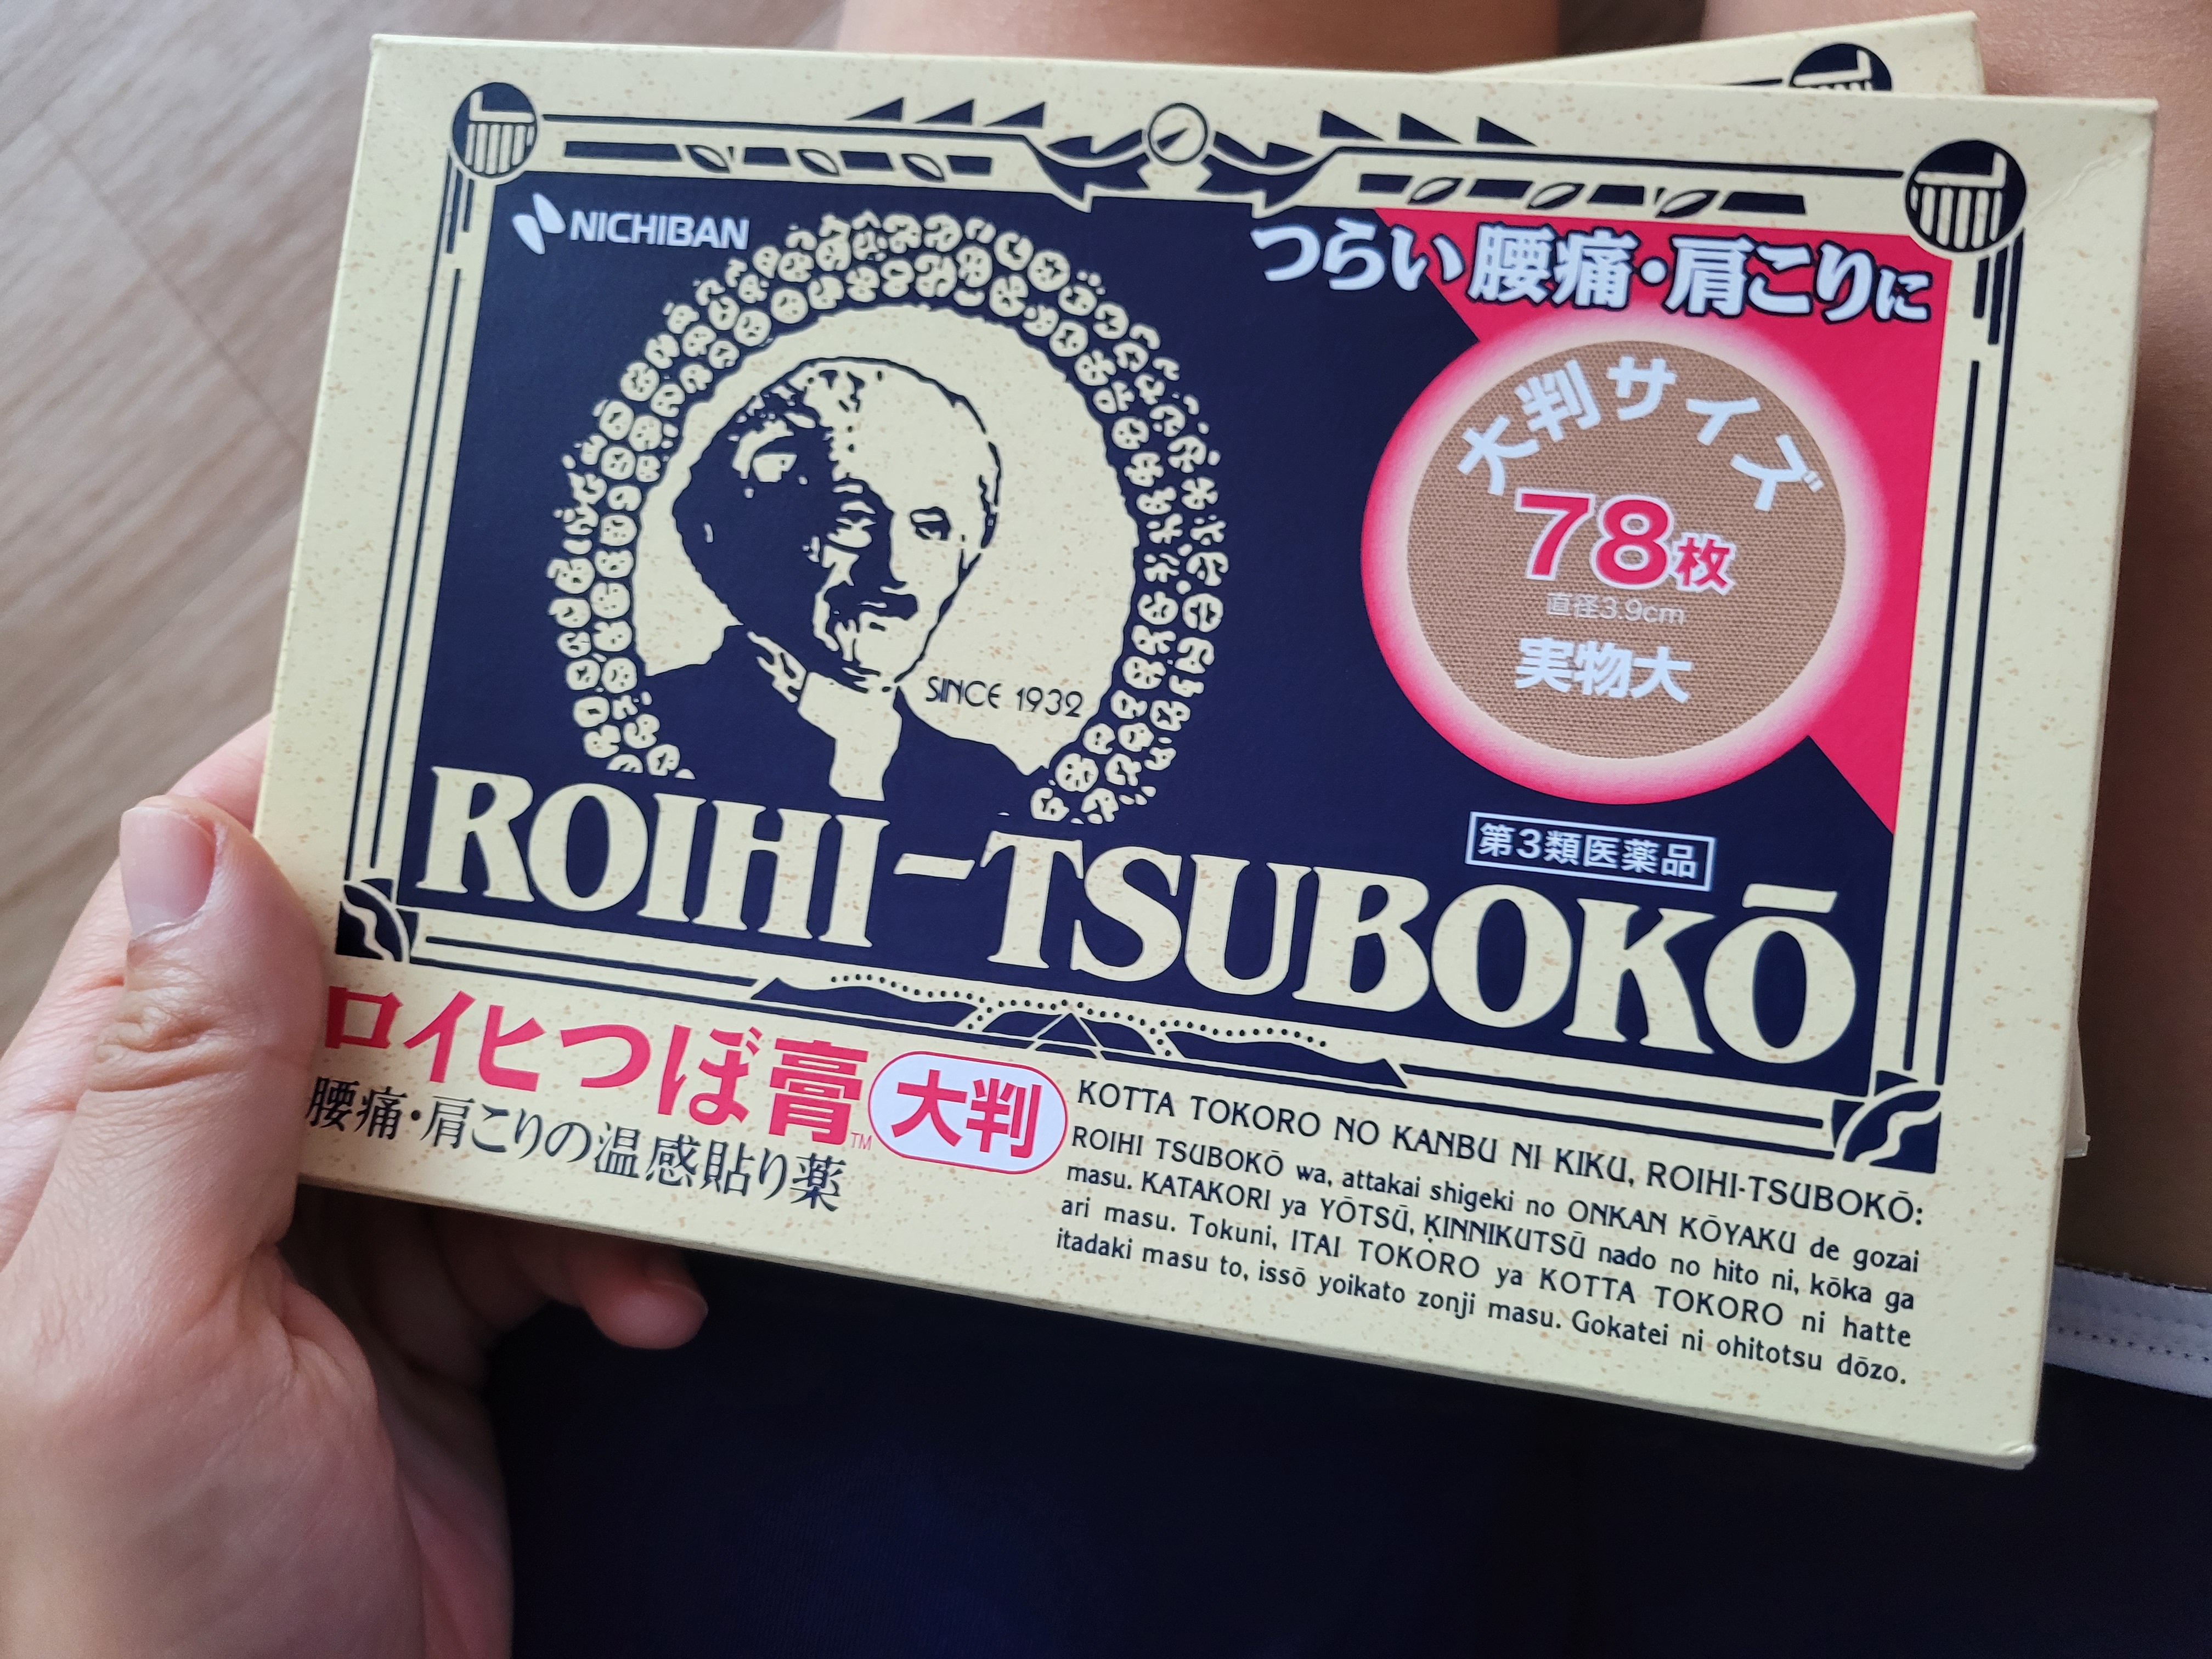 NICHIBAN
つらい腰痛・肩こりに
大判サイズ
78枚
直径3.9cm
実物大
SINCE 1932
第3類医薬品
ROIHI-TSUBOKŌ
ロイヒつぼ膏™
大判
腰痛・肩こりの温感貼り薬
KOTTA TOKORO NO KANBU NI KIKU, ROIHI-TSUBOKŌ:
ROIHI TSUBOKŌ wa, attakai shigeki no ONKAN KŌYAKU de gozai
masu. KATAKORI ya YŌTSŪ, KINNIKUTSŪ nado no hito ni, kōka ga
ari masu. Tokuni, ITAI TOKORO ya KOTTA TOKORO ni hatte
itadaki masu to, issō yoikato zonji masu. Gokatei ni ohitotsu dōzo.